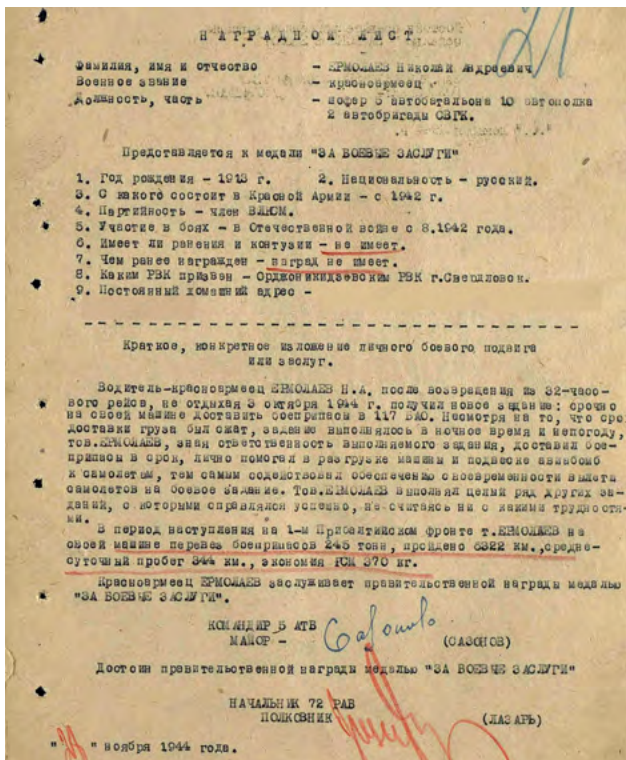 НАГРАДНОЙ ЛИСТ
21
Фамилия, имя и отчество - ЕРМОЛАЕВ Николай Андреевич
Военное звание - красноармеец
Должность, часть - шофер 5 автобатальона 10 автополка
2 автобригады СВГК.
Представляется к медали "ЗА БОЕВЫЕ ЗАСЛУГИ"
1. Год рождения - 1913 г. 2. Национальность - русский.
3. С какого состоит в Красной Армии - с 1942 г.
4. Партийность - член ВЛКСМ.
5. Участие в боях - в Отечественной войне с 8.1942 года.
6. Имеет ли ранения и контузии - не имеет.
7. Чем ранее награжден - наград не имеет.
8. Каким РВК призван - Орджоникидзевским РВК г.Свердловск.
9. Постоянный домашний адрес -
Краткое, конкретное изложение личного боевого подвига
или заслуг.
Водитель-красноармеец ЕРМОЛАЕВ Н.А. после возвращения из 32-часо-
вого рейса, не отдыхая 3 октября 1944 г. получил новое задание: срочно
на своей машине доставить боеприпасы в 117 БАО. Несмотря на то, что сро
доставки груза был сжат, задание выполнялось в ночное время и непогоду,
тов.ЕРМОЛАЕВ, зная ответственность выполняемого задания, доставил бое-
припасы в срок, лично помогал в разгрузке машины и подвеске авиабомб
к самолетам, тем самым содействовал обеспечению своевременности вылета
самолетов на боевое задание. Тов.ЕРМОЛАЕВ выполнял целый ряд других за-
даний, с которыми справлялся успешно, не считаясь ни с какими трудностя-
ми.
В период наступления на 1-м Прибалтийском фронте т.ЕРМОЛАЕВ на
своей машине перевез боеприпасов 245 тонн, пройдено 6322 км.,средне-
суточный пробег 344 км., экономия ГСМ 370 кг.
Красноармеец ЕРМОЛАЕВ заслуживает правительственной награды медалью
"ЗА БОЕВЫЕ ЗАСЛУГИ".
КОМАНДИР 5 АТБ
МАЙОР - (САЗОНОВ)
Достоин правительственной награды медалью "ЗА БОЕВЫЕ ЗАСЛУГИ"
НАЧАЛЬНИК 72 РАБ
ПОЛКОВНИК (ЛАЗАРЬ)
" " ноября 1944 года.